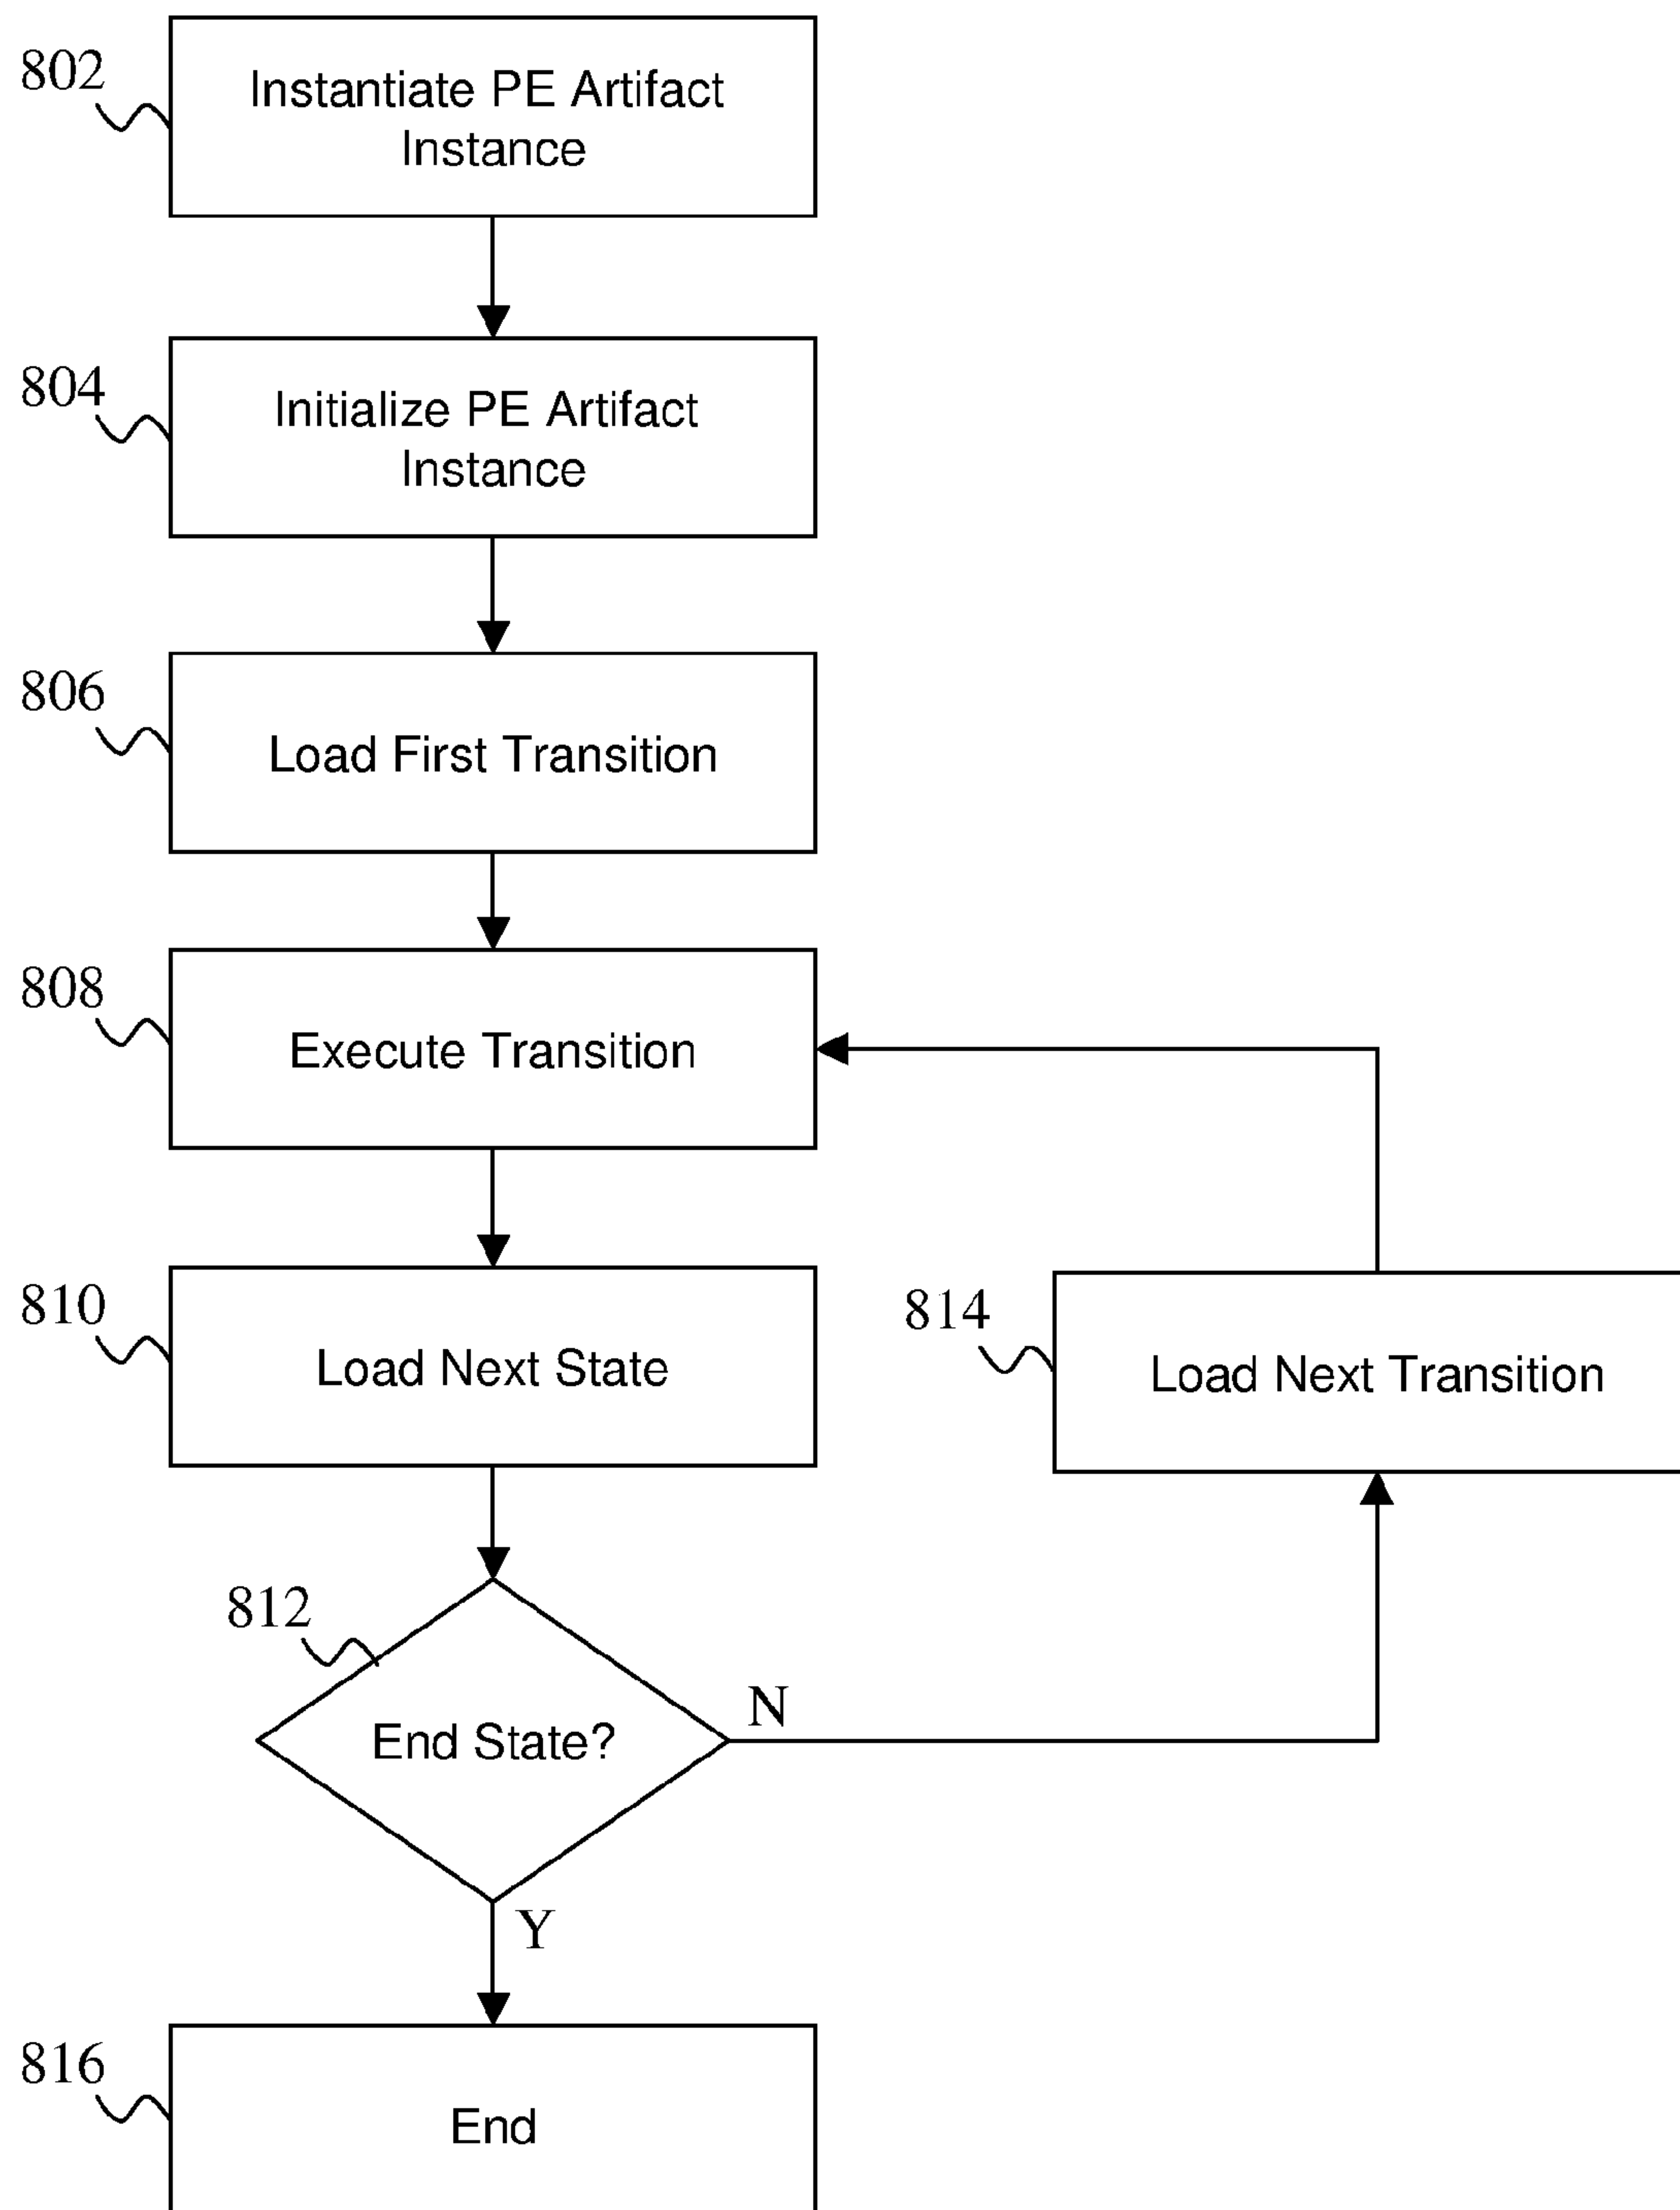 802
Instantiate PE Artifact
Instance
804
Initialize PE Artifact
Instance
806
Load First Transition
808
Execute Transition
810
Load Next State
814
Load Next Transition
812
End State?
N
Y
816
End